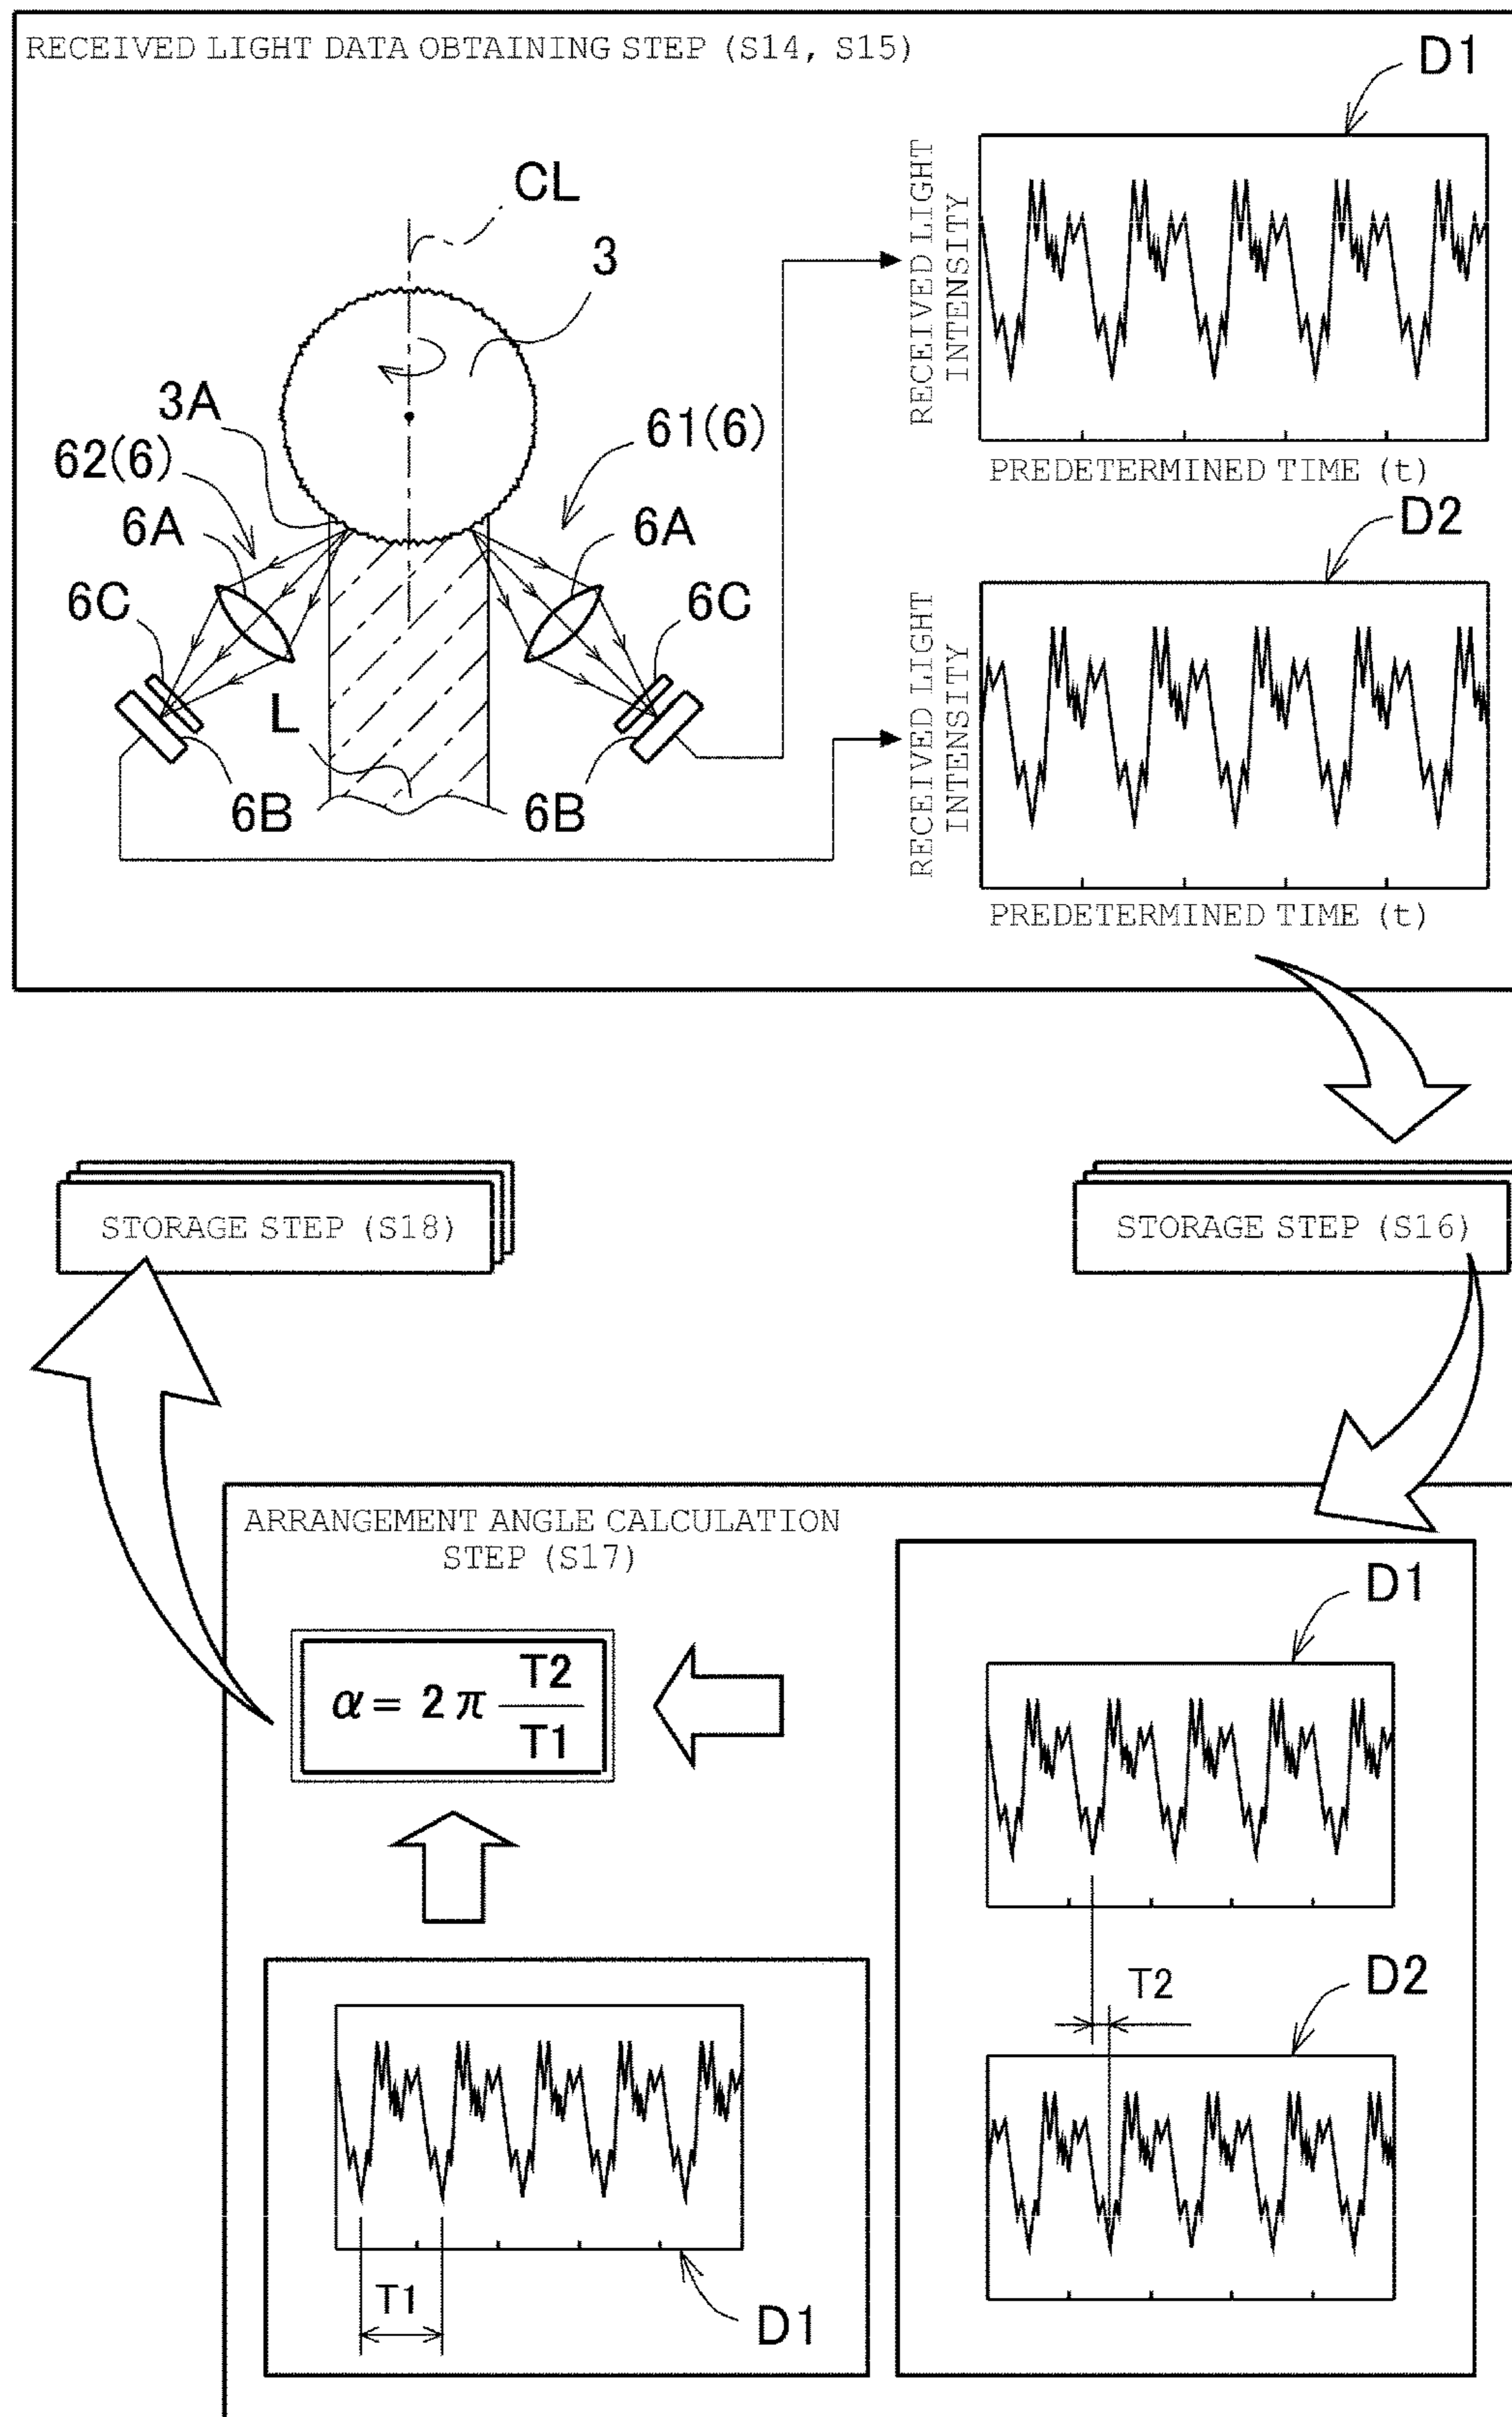 RECEIVED LIGHT DATA OBTAINING STEP (S14, S15)
D1
CL
3
3A
62(6)
61(6)
6A
6A
6C
6C
L
6B
6B
RECEIVED LIGHT
INTENSITY
PREDETERMINED TIME (t)
D2
RECEIVED LIGHT
INTENSITY
PREDETERMINED TIME (t)
STORAGE STEP (S18)
STORAGE STEP (S16)
ARRANGEMENT ANGLE CALCULATION
STEP (S17)
α = 2 π T2/T1
D1
T2
D2
T1
D1